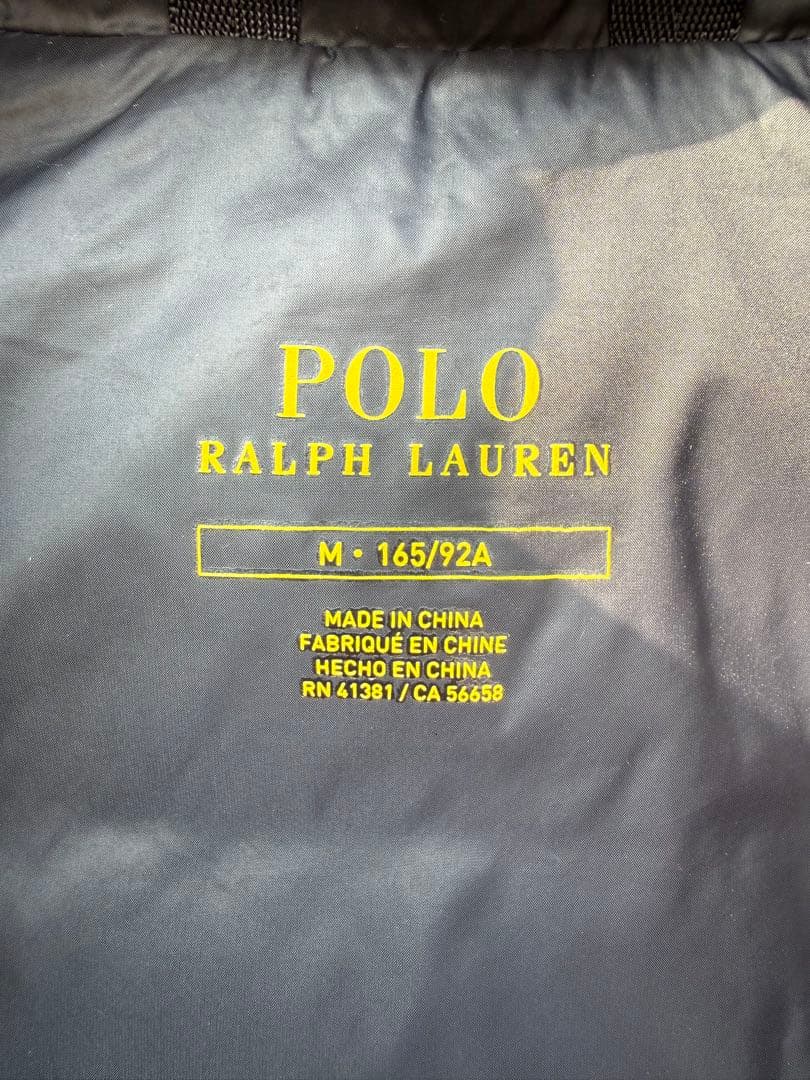 POLO
RALPH LAUREN
M • 165/92A
MADE IN CHINA
FABRIQUÉ EN CHINE
HECHO EN CHINA
RN 41381 / CA 56658